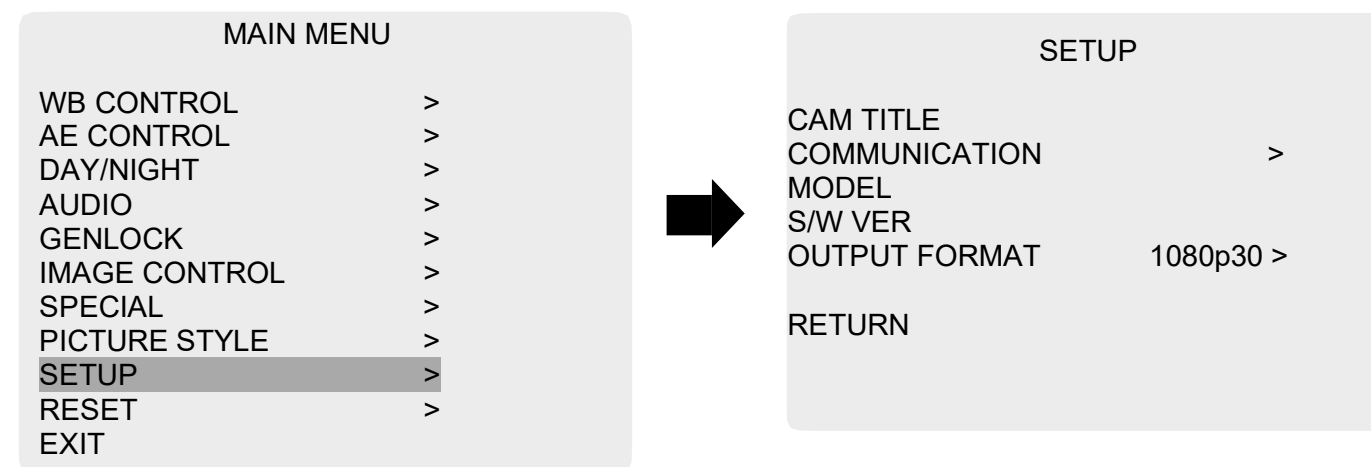 MAIN MENU
WB CONTROL >
AE CONTROL >
DAY/NIGHT >
AUDIO >
GENLOCK >
IMAGE CONTROL >
SPECIAL >
PICTURE STYLE >
SETUP >
RESET >
EXIT
SETUP
CAM TITLE
COMMUNICATION >
MODEL
S/W VER
OUTPUT FORMAT 1080p30 >
RETURN